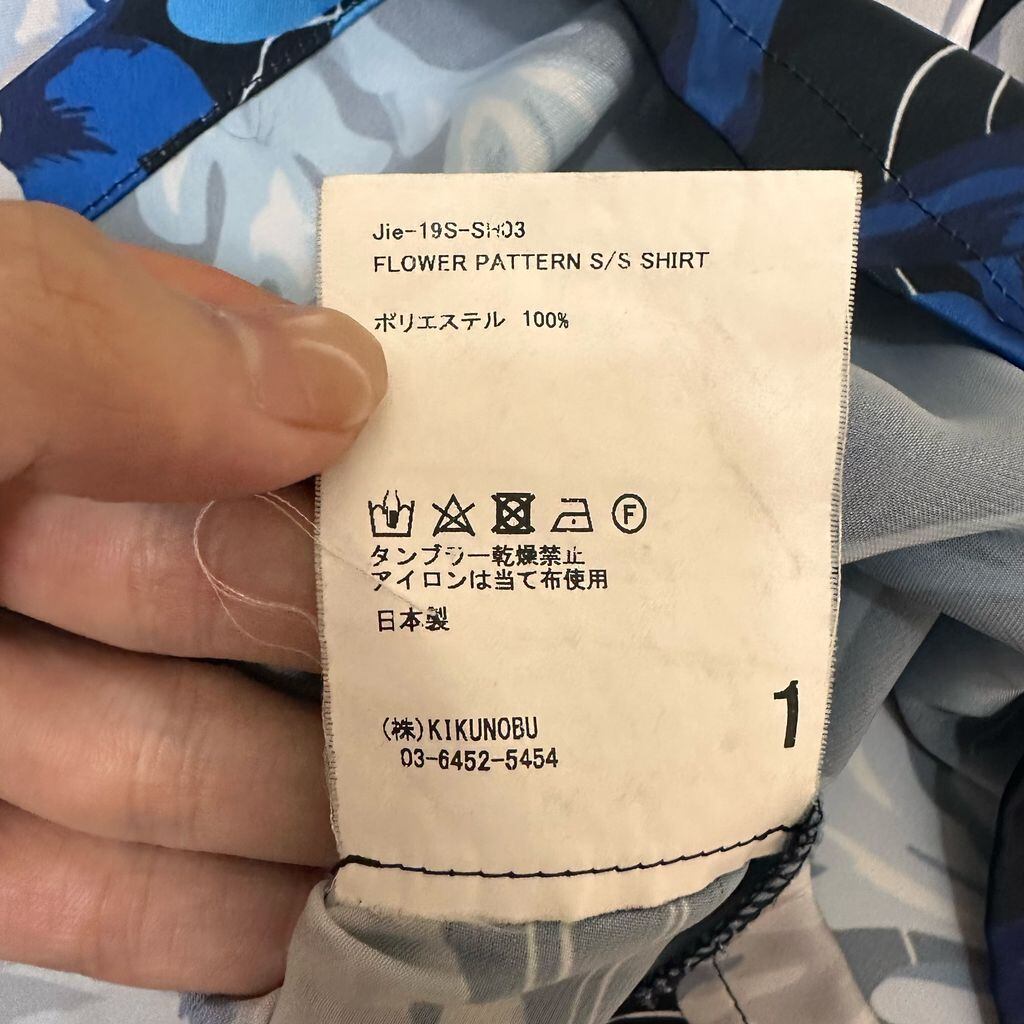 Jie-19S-SH03
FLOWER PATTERN S/S SHIRT
ポリエステル 100%
F
タンブラー乾燥禁止
アイロンは当て布使用
日本製
1
(株)KIKUNOBU
03-6452-5454